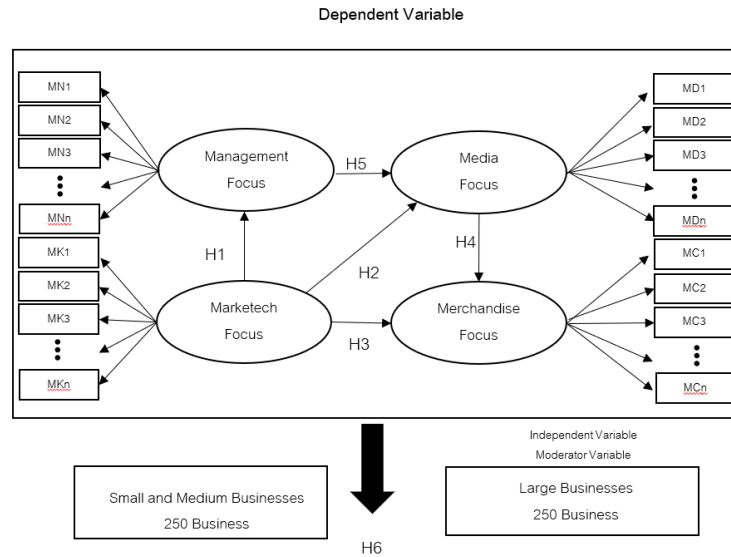 Dependent Variable
MN1
MN2
MN3
MNn
MK1
MK2
MK3
MKn
Management
Focus
H5
Media
Focus
H1
H2
H4
Marketech
Focus
H3
Merchandise
Focus
MD1
MD2
MD3
MDn
MC1
MC2
MC3
MCn
Independent Variable
Moderator Variable
Small and Medium Businesses
250 Business
Large Businesses
250 Business
H6